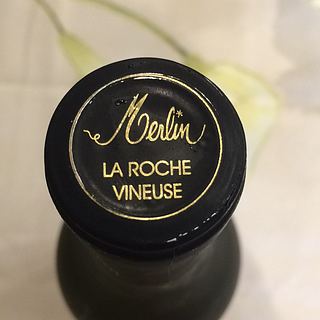 Merlin
LA ROCHE
VINEUSE